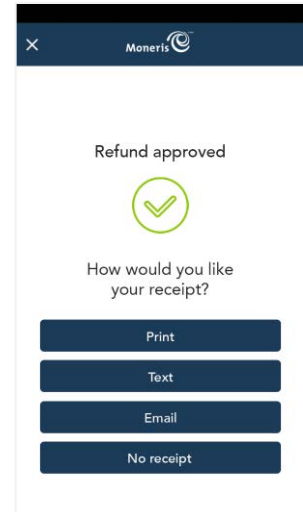 Moneris
Refund approved
How would you like
your receipt?
Print
Text
Email
No receipt